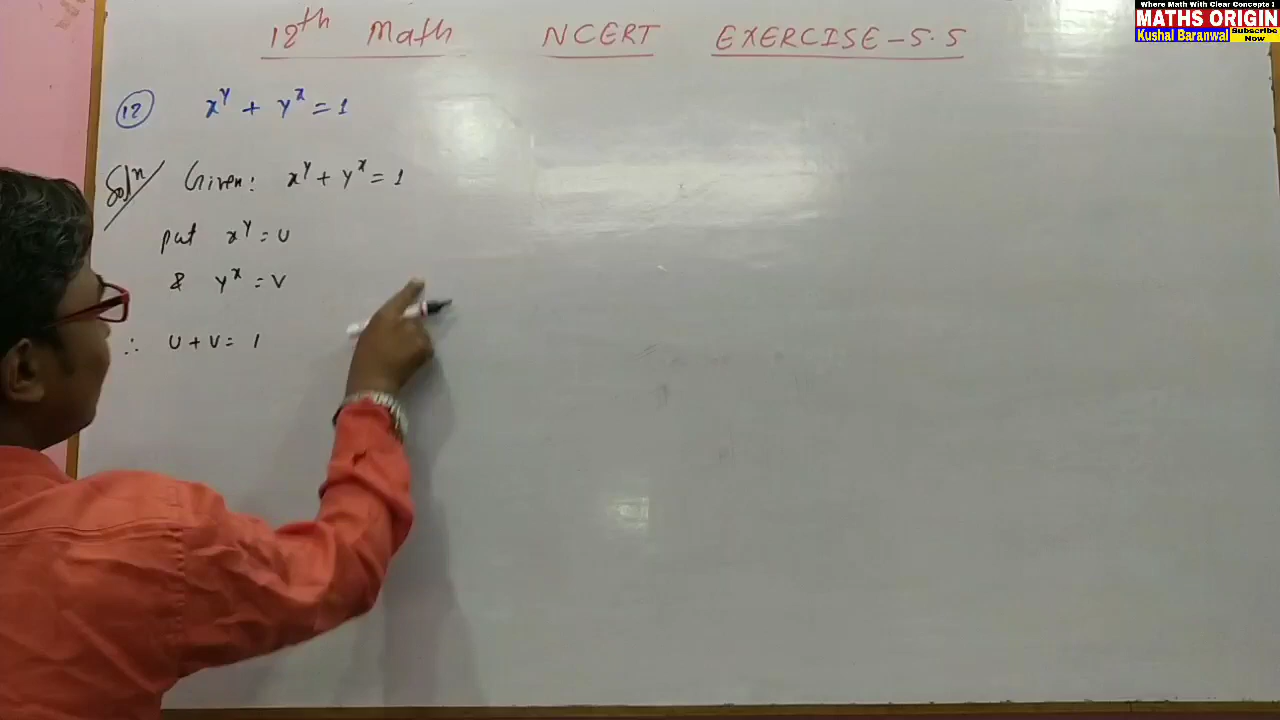 Where Math With Clear Concepts !
MATHS ORIGIN
Kushal Baranwal Subscribe Now
12th Math NCERT EXERCISE-5.5
12 x^y + y^x = 1
Solⁿ Given: x^y + y^x = 1
put x^y = u
& y^x = v
∴ u + v = 1